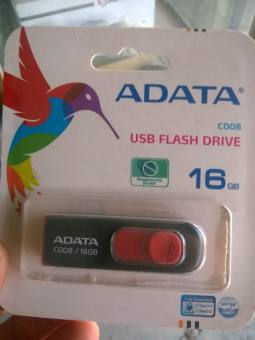 ADATA
C008
USB FLASH DRIVE
16GB
ADATA
C008 / 16GB